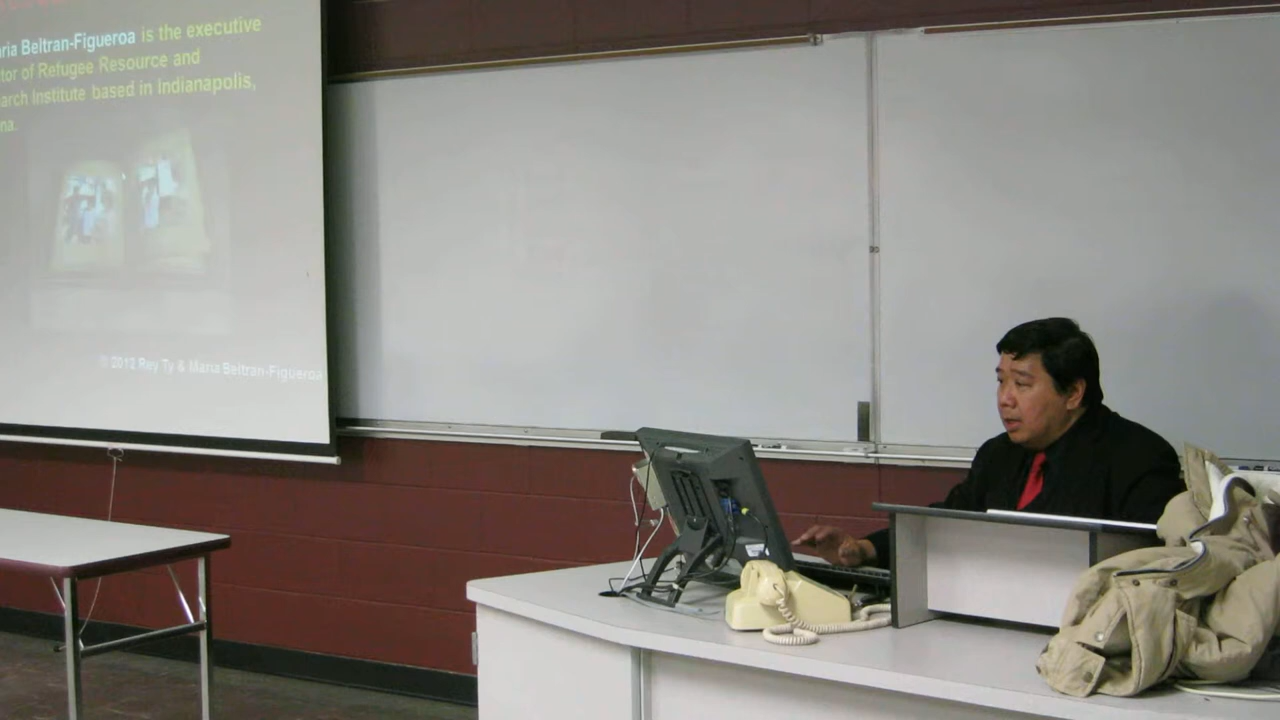 ria Beltran-Figueroa is the executive
tor of Refugee Resource and
arch Institute based in Indianapolis,
na.
© 2012 Rey Ty & Maria Beltran-Figueroa